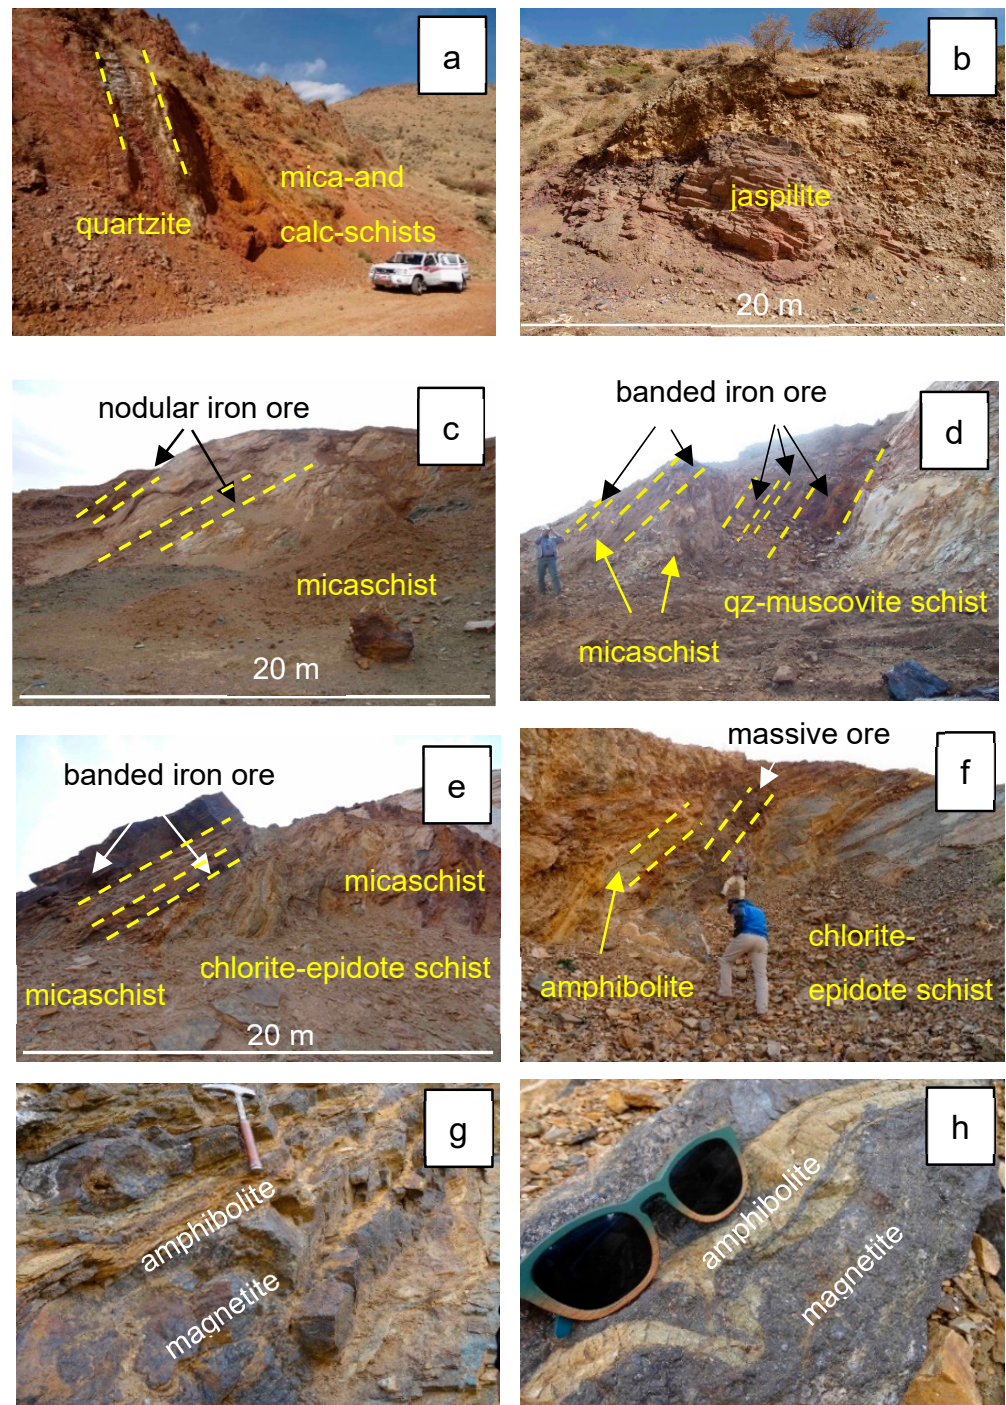 a
quartzite
mica-and
calc-schists
b
jaspilite
20 m
nodular iron ore
c
micaschist
20 m
banded iron ore
d
qz-muscovite schist
micaschist
banded iron ore
e
micaschist
chlorite-epidote schist
micaschist
20 m
massive ore
f
amphibolite
chlorite-
epidote schist
g
amphibolite
magnetite
h
amphibolite
magnetite